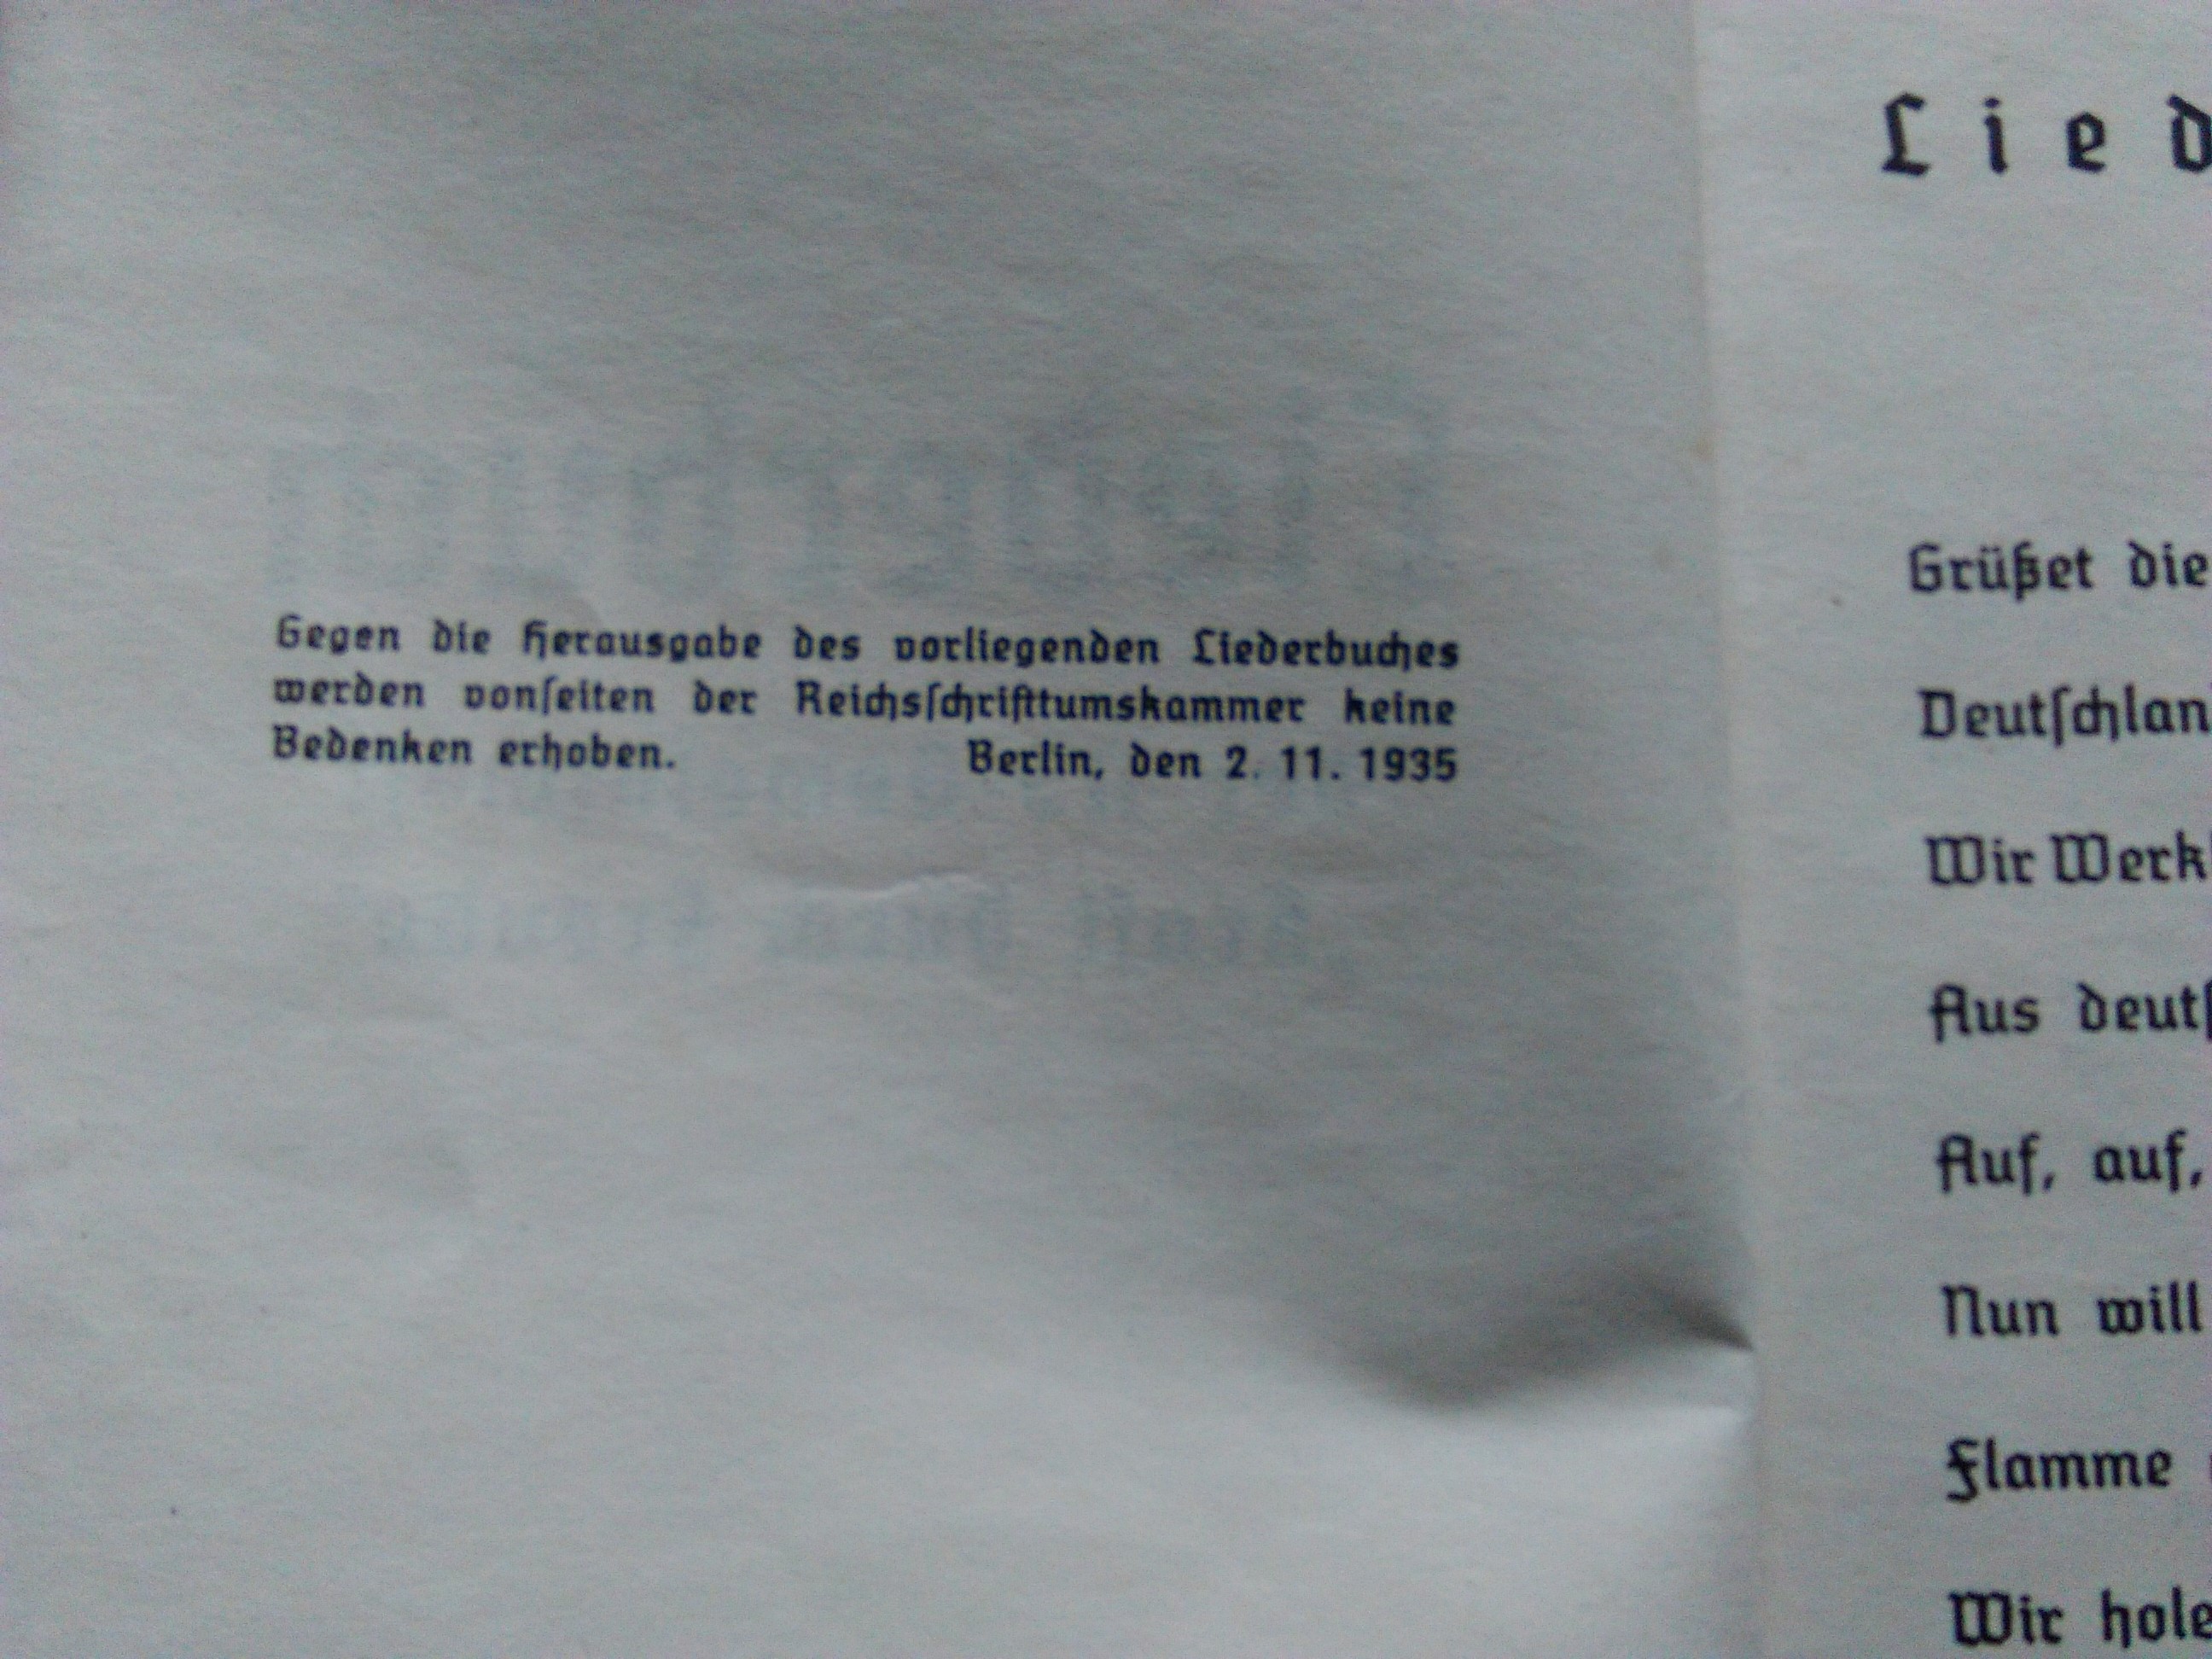 Gegen die Herausgabe des vorliegenden Liederbuches
werden vonſeiten der Reichsſchrifttumskammer keine
Bedenken erhoben. Berlin, den 2. 11. 1935
Lied
Grüßet die
Deutſchlan
Wir Werk
Aus deutſ
Auf, auf,
Nun will
Flamme
Wir hole